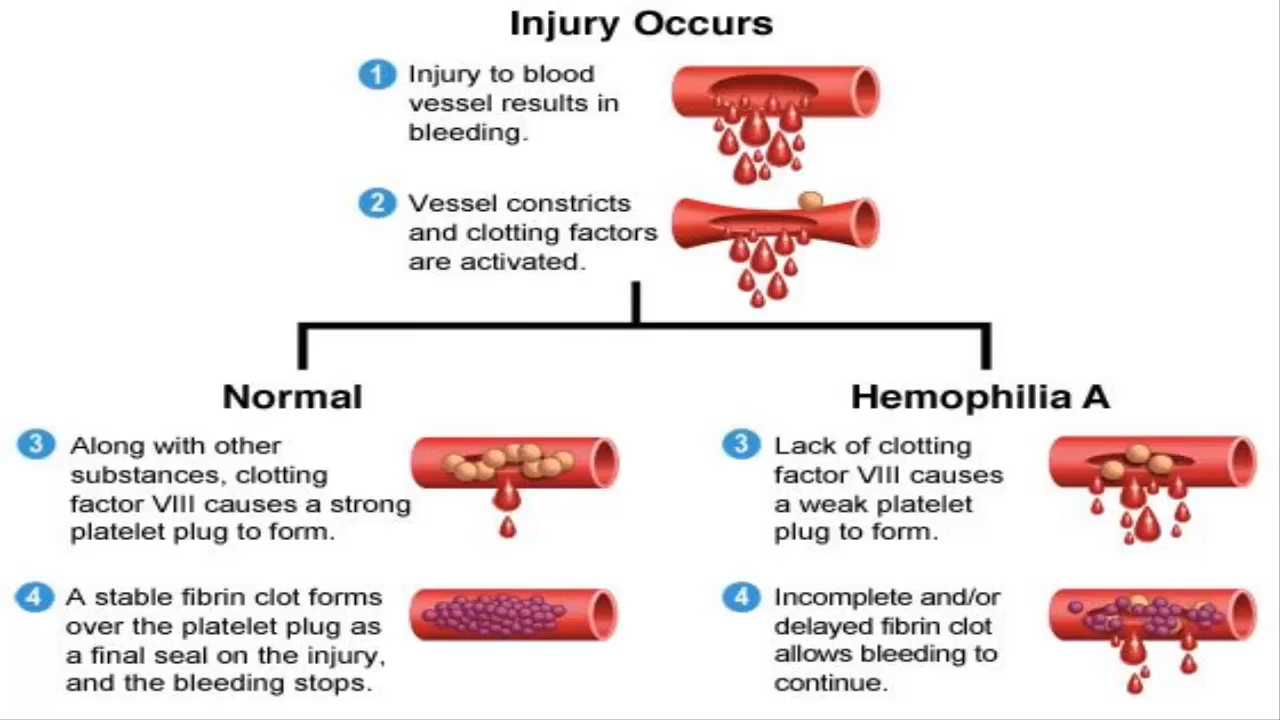 Injury Occurs
1 Injury to blood
vessel results in
bleeding.
2 Vessel constricts
and clotting factors
are activated.
Normal
3 Along with other
substances, clotting
factor VIII causes a strong
platelet plug to form.
4 A stable fibrin clot forms
over the platelet plug as
a final seal on the injury,
and the bleeding stops.
Hemophilia A
3 Lack of clotting
factor VIII causes
a weak platelet
plug to form.
4 Incomplete and/or
delayed fibrin clot
allows bleeding to
continue.